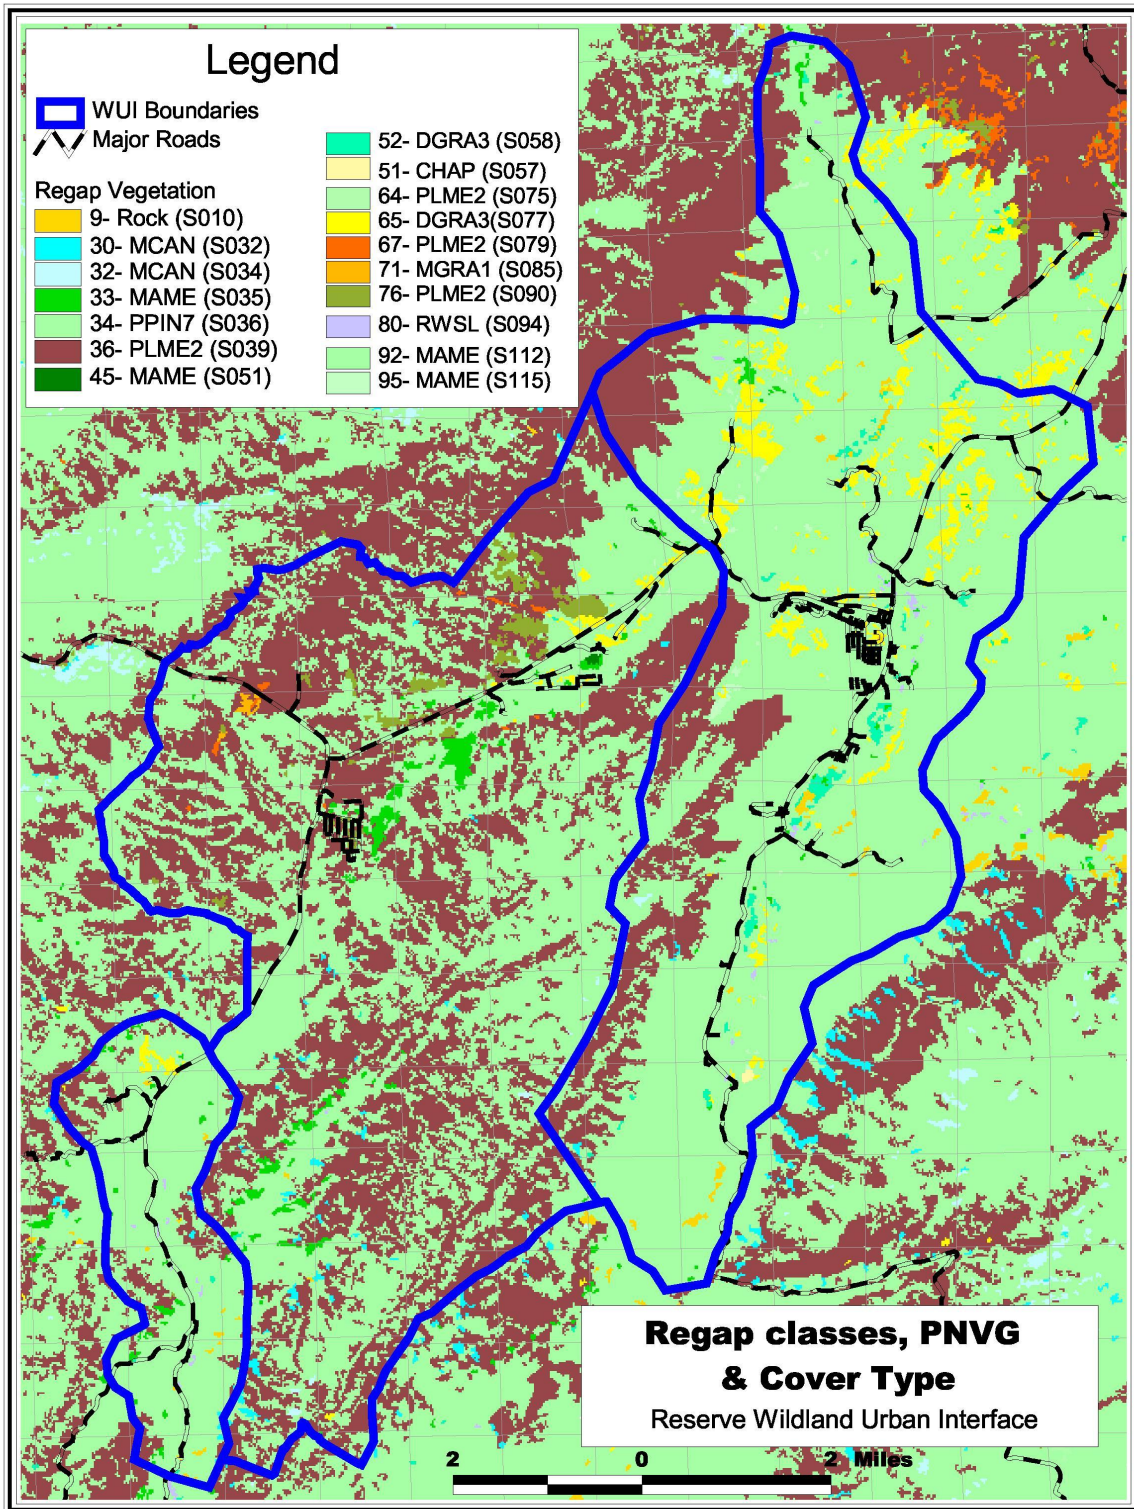 Legend
WUI Boundaries
Major Roads
Regap Vegetation
9- Rock (S010)
30- MCAN (S032)
32- MCAN (S034)
33- MAME (S035)
34- PPIN7 (S036)
36- PLME2 (S039)
45- MAME (S051)
52- DGRA3 (S058)
51- CHAP (S057)
64- PLME2 (S075)
65- DGRA3(S077)
67- PLME2 (S079)
71- MGRA1 (S085)
76- PLME2 (S090)
80- RWSL (S094)
92- MAME (S112)
95- MAME (S115)
Regap classes, PNVG
& Cover Type
Reserve Wildland Urban Interface
2 0 2 Miles